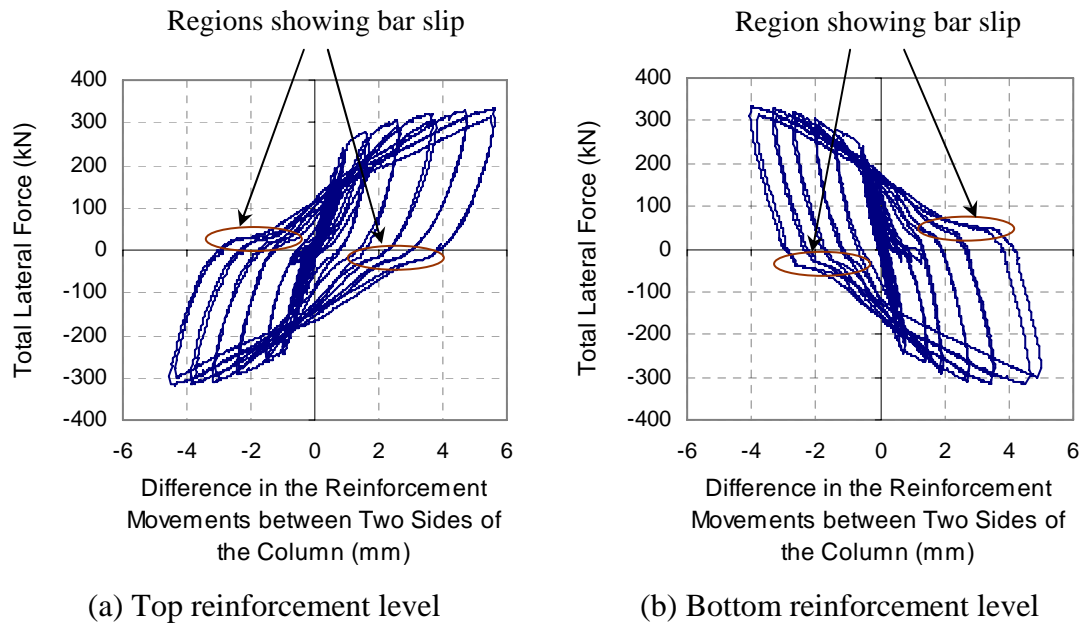 Regions showing bar slip
Total Lateral Force (kN)
400
300
200
100
0
-100
-200
-300
-400
-6 -4 -2 0 2 4 6
Difference in the Reinforcement
Movements between Two Sides of
the Column (mm)
(a) Top reinforcement level
Region showing bar slip
Total Lateral Force (kN)
400
300
200
100
0
-100
-200
-300
-400
-6 -4 -2 0 2 4 6
Difference in the Reinforcement
Movements between Two Sides of
the Column (mm)
(b) Bottom reinforcement level